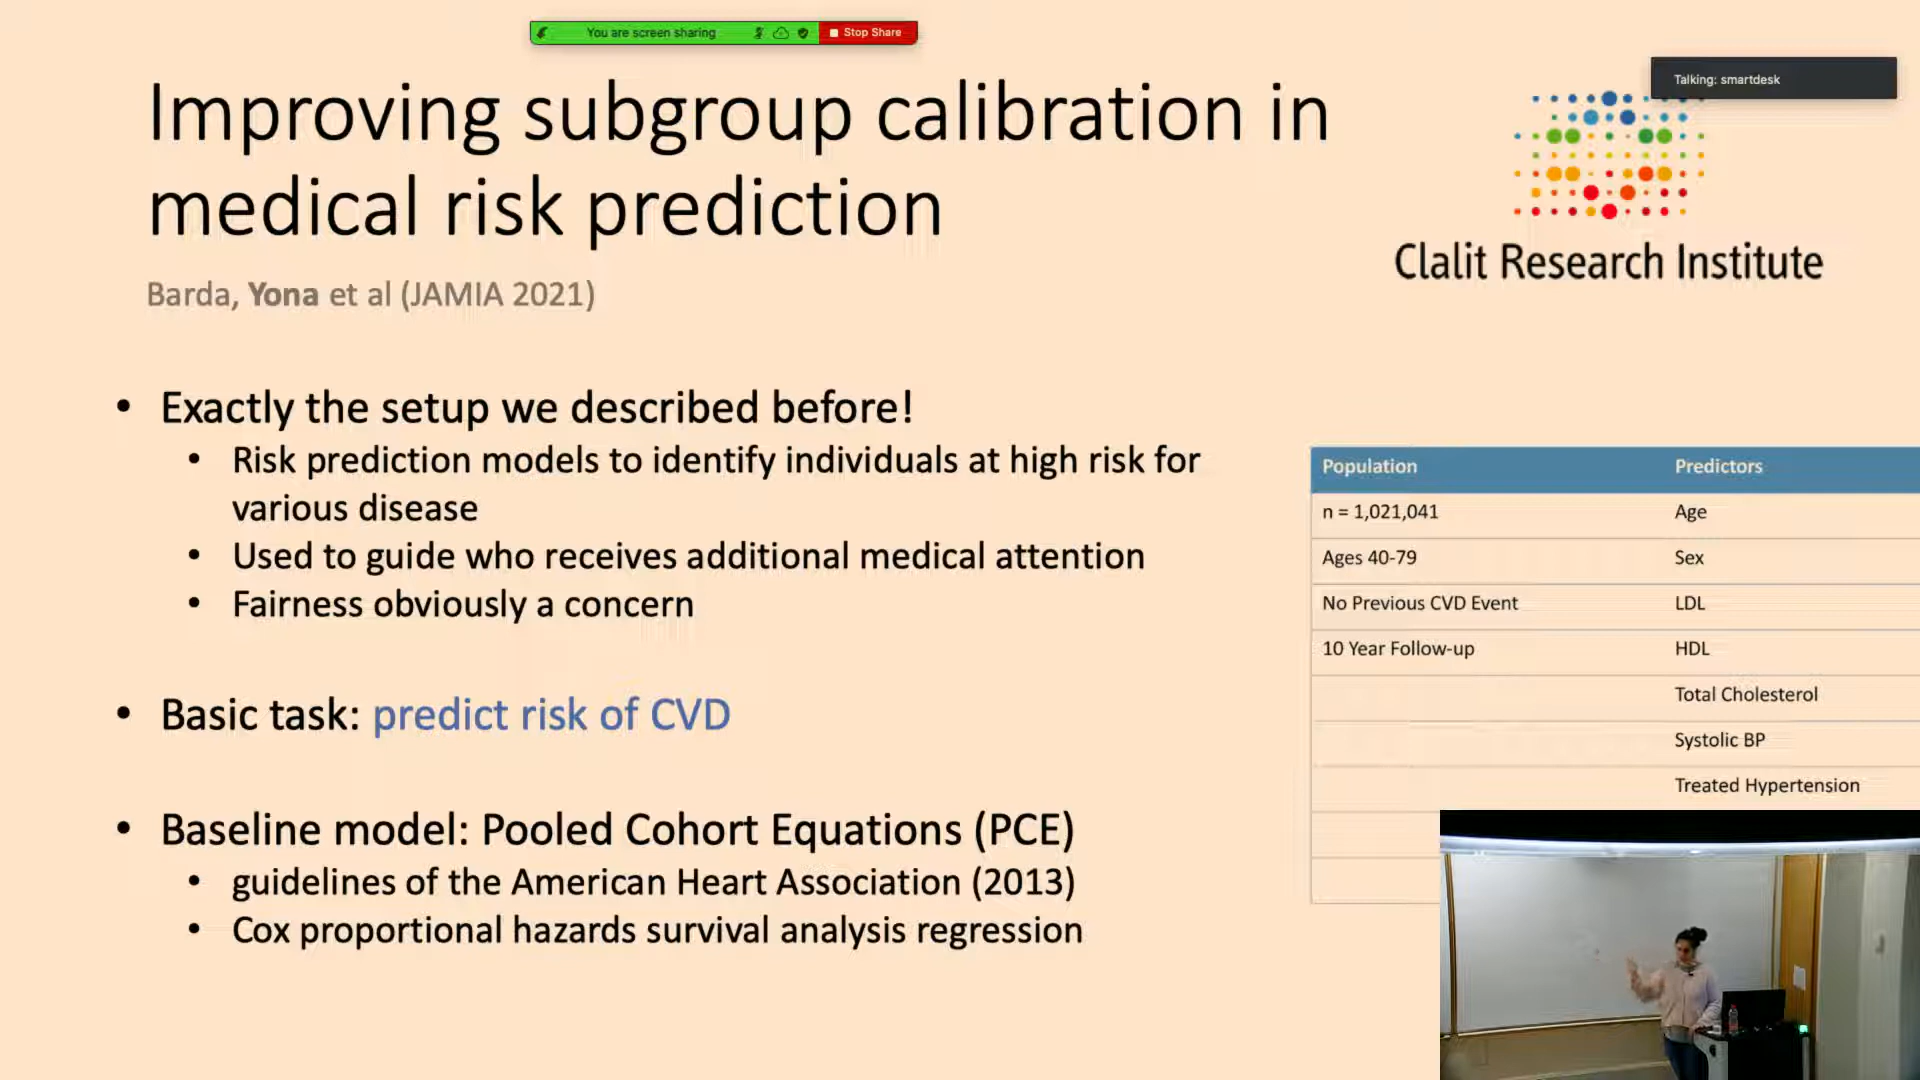 You are screen sharing
Stop Share
Talking: smartdesk
Improving subgroup calibration in
medical risk prediction
Clalit Research Institute
Barda, Yona et al (JAMIA 2021)
• Exactly the setup we described before!
• Risk prediction models to identify individuals at high risk for
various disease
• Used to guide who receives additional medical attention
• Fairness obviously a concern
• Basic task: predict risk of CVD
• Baseline model: Pooled Cohort Equations (PCE)
• guidelines of the American Heart Association (2013)
• Cox proportional hazards survival analysis regression
Population Predictors
n = 1,021,041 Age
Ages 40-79 Sex
No Previous CVD Event LDL
10 Year Follow-up HDL
Total Cholesterol
Systolic BP
Treated Hypertension